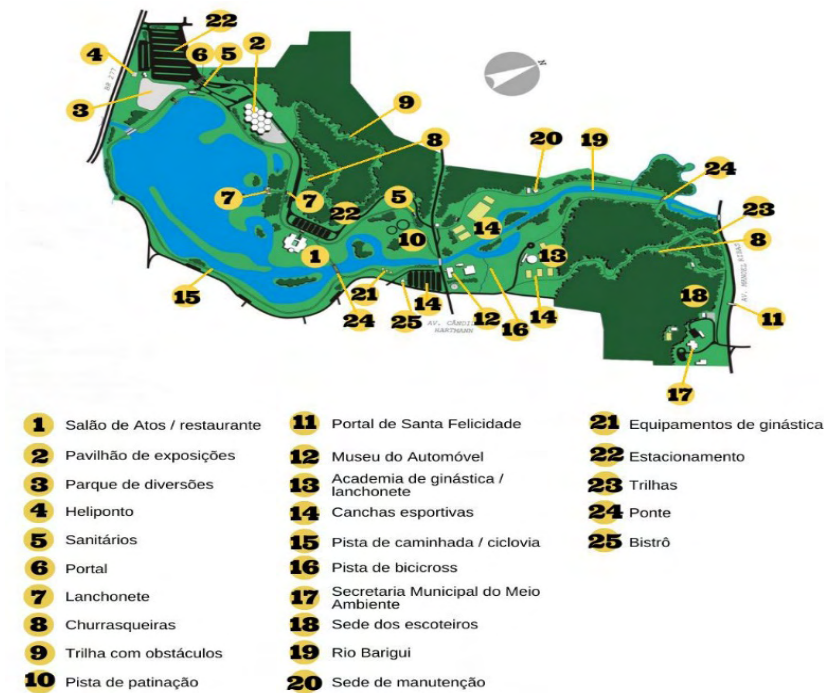 22
2
4
6
5
BR 277
N
3
9
8
20
19
24
7
7
5
22
14
23
10
8
1
13
18
15
21
14
11
24
25
12
16
14
AV. CÂNDIDO
HARTMANN
17
1 Salão de Atos / restaurante
2 Pavilhão de exposições
3 Parque de diversões
4 Heliponto
5 Sanitários
6 Portal
7 Lanchonete
8 Churrasqueiras
9 Trilha com obstáculos
10 Pista de patinação
11 Portal de Santa Felicidade
12 Museu do Automóvel
13 Academia de ginástica /
lanchonete
14 Canchas esportivas
15 Pista de caminhada / ciclovia
16 Pista de bicicross
17 Secretaria Municipal do Meio
Ambiente
18 Sede dos escoteiros
19 Rio Barigui
20 Sede de manutenção
21 Equipamentos de ginástica
22 Estacionamento
23 Trilhas
24 Ponte
25 Bistrô